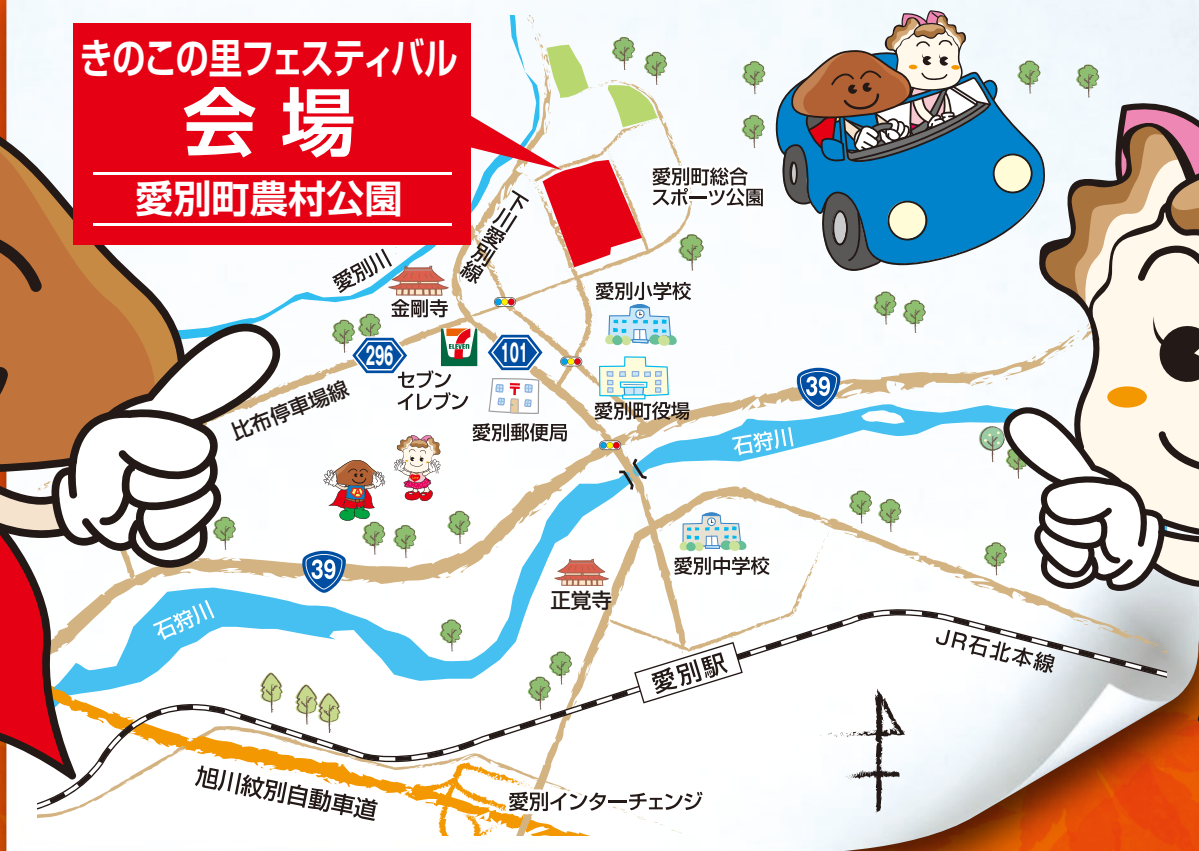 きのこの里フェスティバル
会場
愛別町農村公園
愛別町総合
スポーツ公園
下川愛別線
愛別川
金剛寺
愛別小学校
296
7
ELEVEN
101
セブン
イレブン
〒
愛別郵便局
比布停車場線
愛別町役場
39
石狩川
愛別中学校
39
正覚寺
石狩川
愛別駅
JR石北本線
旭川紋別自動車道
愛別インターチェンジ